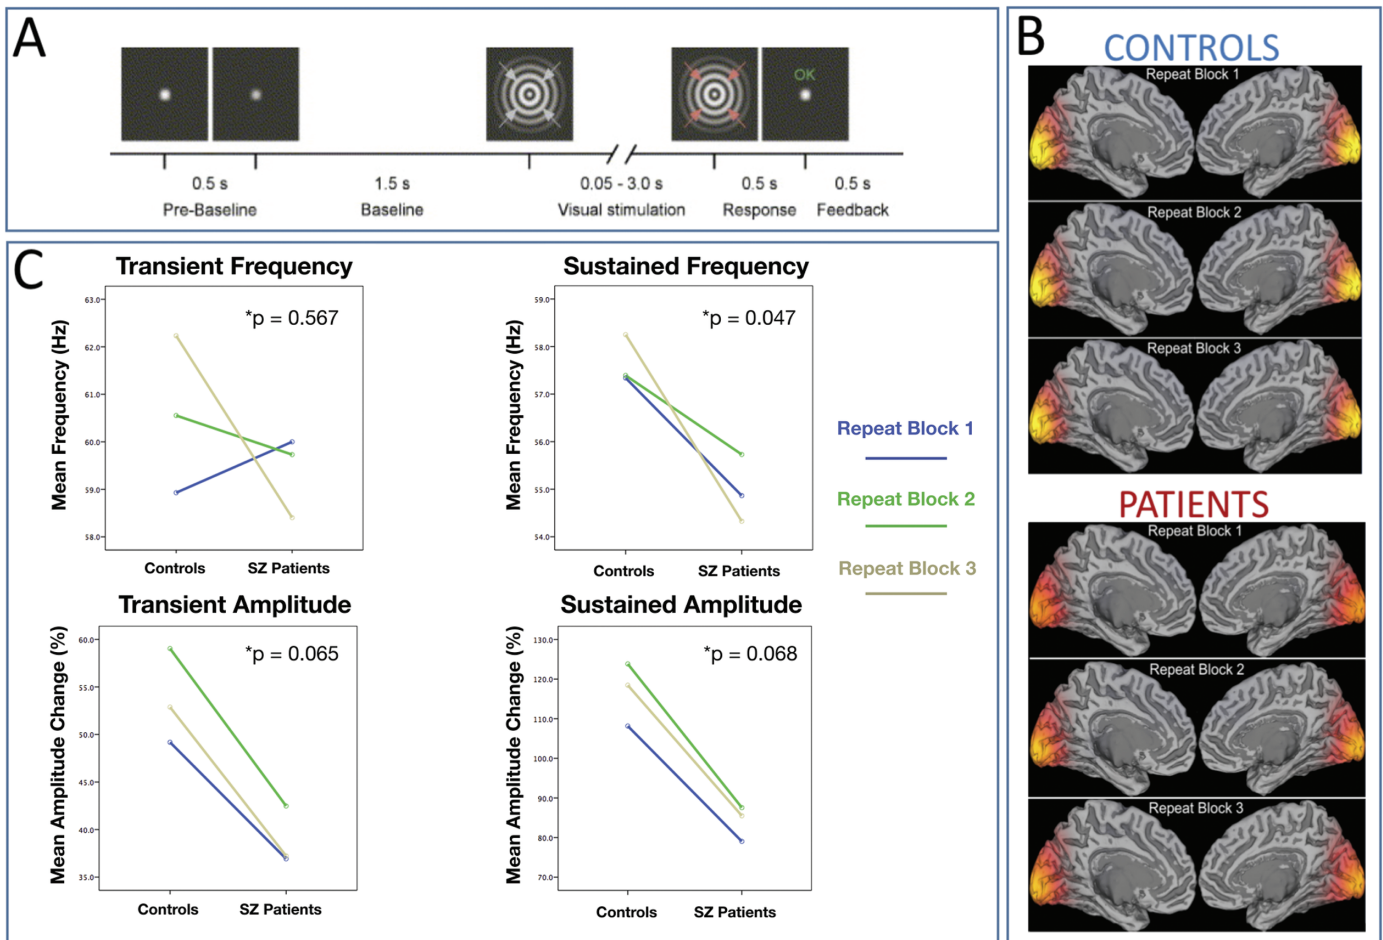 A
OK
0.5 s
1.5 s
0.05 - 3.0 s
0.5 s
0.5 s
Pre-Baseline
Baseline
Visual stimulation
Response
Feedback
B
CONTROLS
Repeat Block 1
Repeat Block 2
Repeat Block 3
PATIENTS
Repeat Block 1
Repeat Block 2
Repeat Block 3
C
Transient Frequency
*p = 0.567
Mean Frequency (Hz)
63.0
62.0
61.0
60.0
59.0
58.0
Controls
SZ Patients
Sustained Frequency
*p = 0.047
Mean Frequency (Hz)
59.0
58.0
57.0
56.0
55.0
54.0
Controls
SZ Patients
Repeat Block 1
Repeat Block 2
Repeat Block 3
Transient Amplitude
*p = 0.065
Mean Amplitude Change (%)
60.0
55.0
50.0
45.0
40.0
35.0
Controls
SZ Patients
Sustained Amplitude
*p = 0.068
Mean Amplitude Change (%)
130.0
120.0
110.0
100.0
90.0
80.0
70.0
Controls
SZ Patients